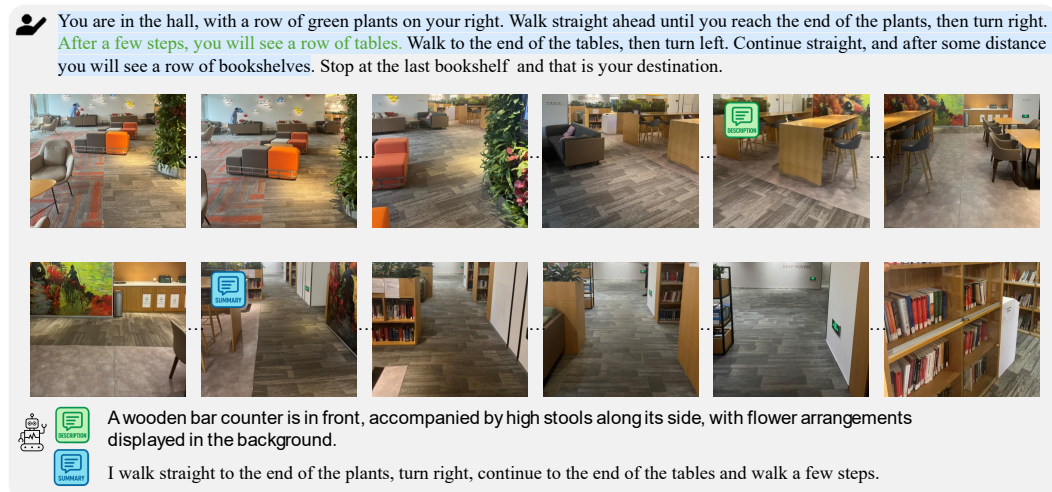 You are in the hall, with a row of green plants on your right. Walk straight ahead until you reach the end of the plants, then turn right.
After a few steps, you will see a row of tables. Walk to the end of the tables, then turn left. Continue straight, and after some distance
you will see a row of bookshelves. Stop at the last bookshelf and that is your destination.
DESCRIPTION
SUMMARY
DESCRIPTION
A wooden bar counter is in front, accompanied by high stools along its side, with flower arrangements
displayed in the background.
SUMMARY
I walk straight to the end of the plants, turn right, continue to the end of the tables and walk a few steps.